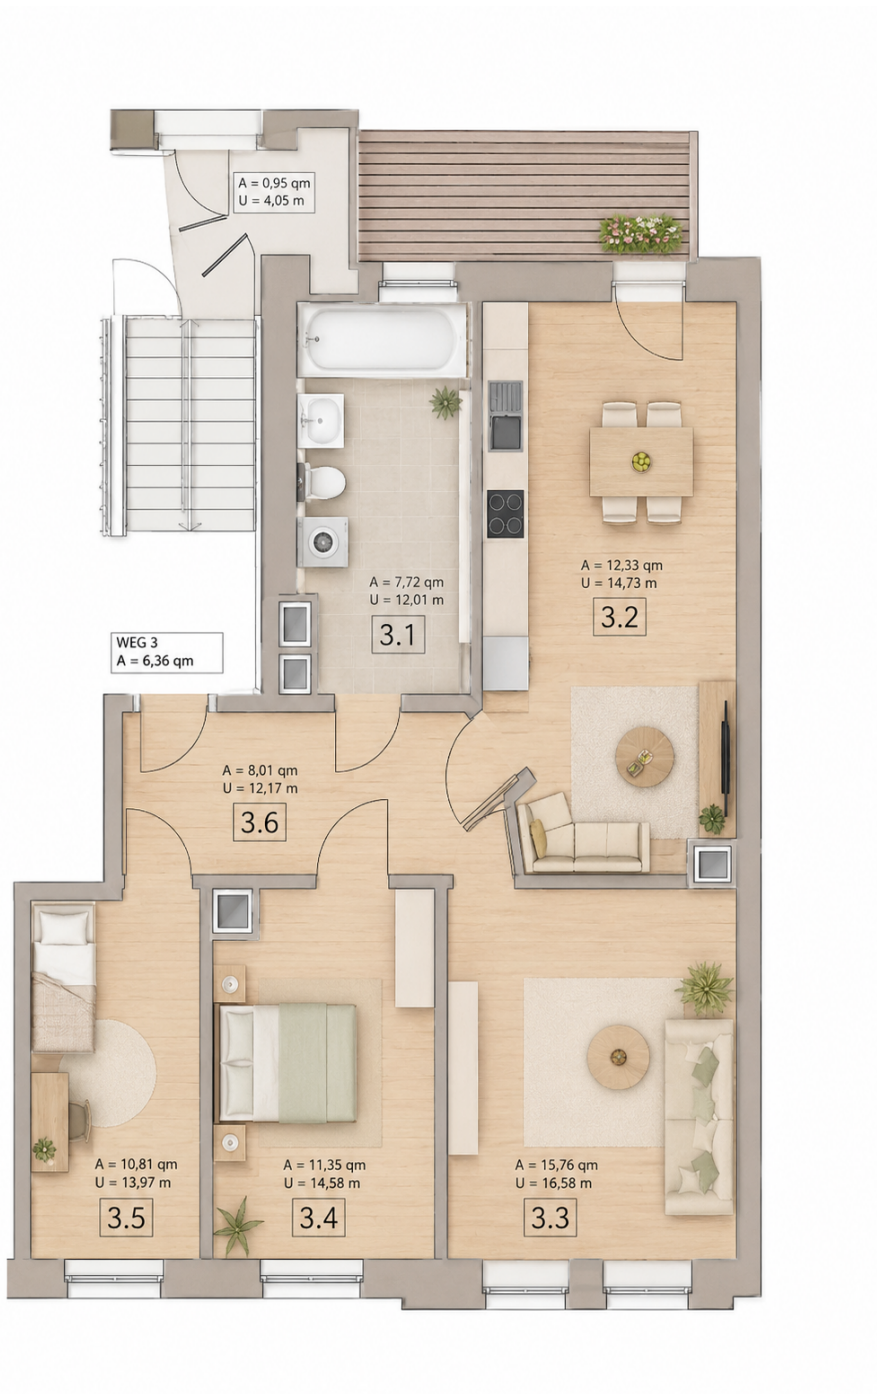 A = 0,95 qm
U = 4,05 m
A = 12,33 qm
U = 14,73 m
3.2
A = 7,72 qm
U = 12,01 m
3.1
WEG 3
A = 6,36 qm
A = 8,01 qm
U = 12,17 m
3.6
A = 10,81 qm
U = 13,97 m
3.5
A = 11,35 qm
U = 14,58 m
3.4
A = 15,76 qm
U = 16,58 m
3.3